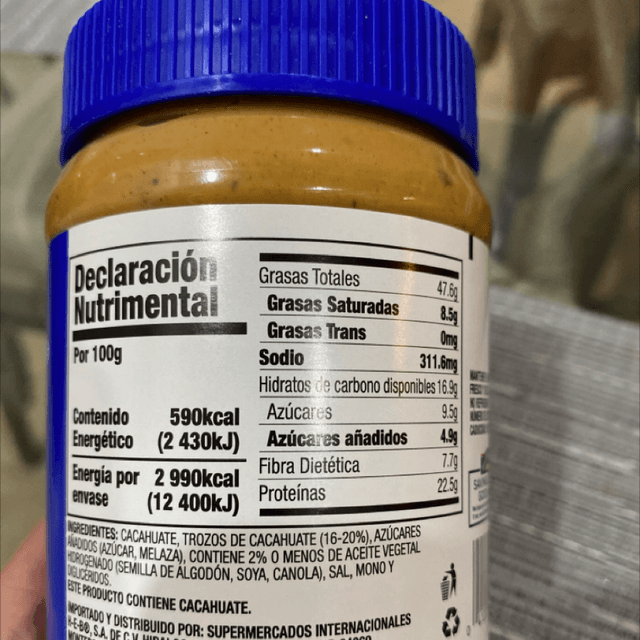 Declaración
Nutrimental
Por 100g
Contenido Energético 590kcal (2 430kJ)
Energía por envase 2 990kcal (12 400kJ)
Grasas Totales 47.6g
Grasas Saturadas 8.5g
Grasas Trans 0mg
Sodio 311.6mg
Hidratos de carbono disponibles 16.9g
Azúcares 9.5g
Azúcares añadidos 4.9g
Fibra Dietética 7.7g
Proteínas 22.5g
INGREDIENTES: CACAHUATE, TROZOS DE CACAHUATE (16-20%), AZÚCARES
AÑADIDOS (AZÚCAR, MELAZA), CONTIENE 2% O MENOS DE ACEITE VEGETAL
HIDROGENADO (SEMILLA DE ALGODÓN, SOYA, CANOLA), SAL, MONO Y
DIGLICÉRIDOS.
ESTE PRODUCTO CONTIENE CACAHUATE.
IMPORTADO Y DISTRIBUIDO POR: SUPERMERCADOS INTERNACIONALES
H-E-B®, S.A. DE C.V.